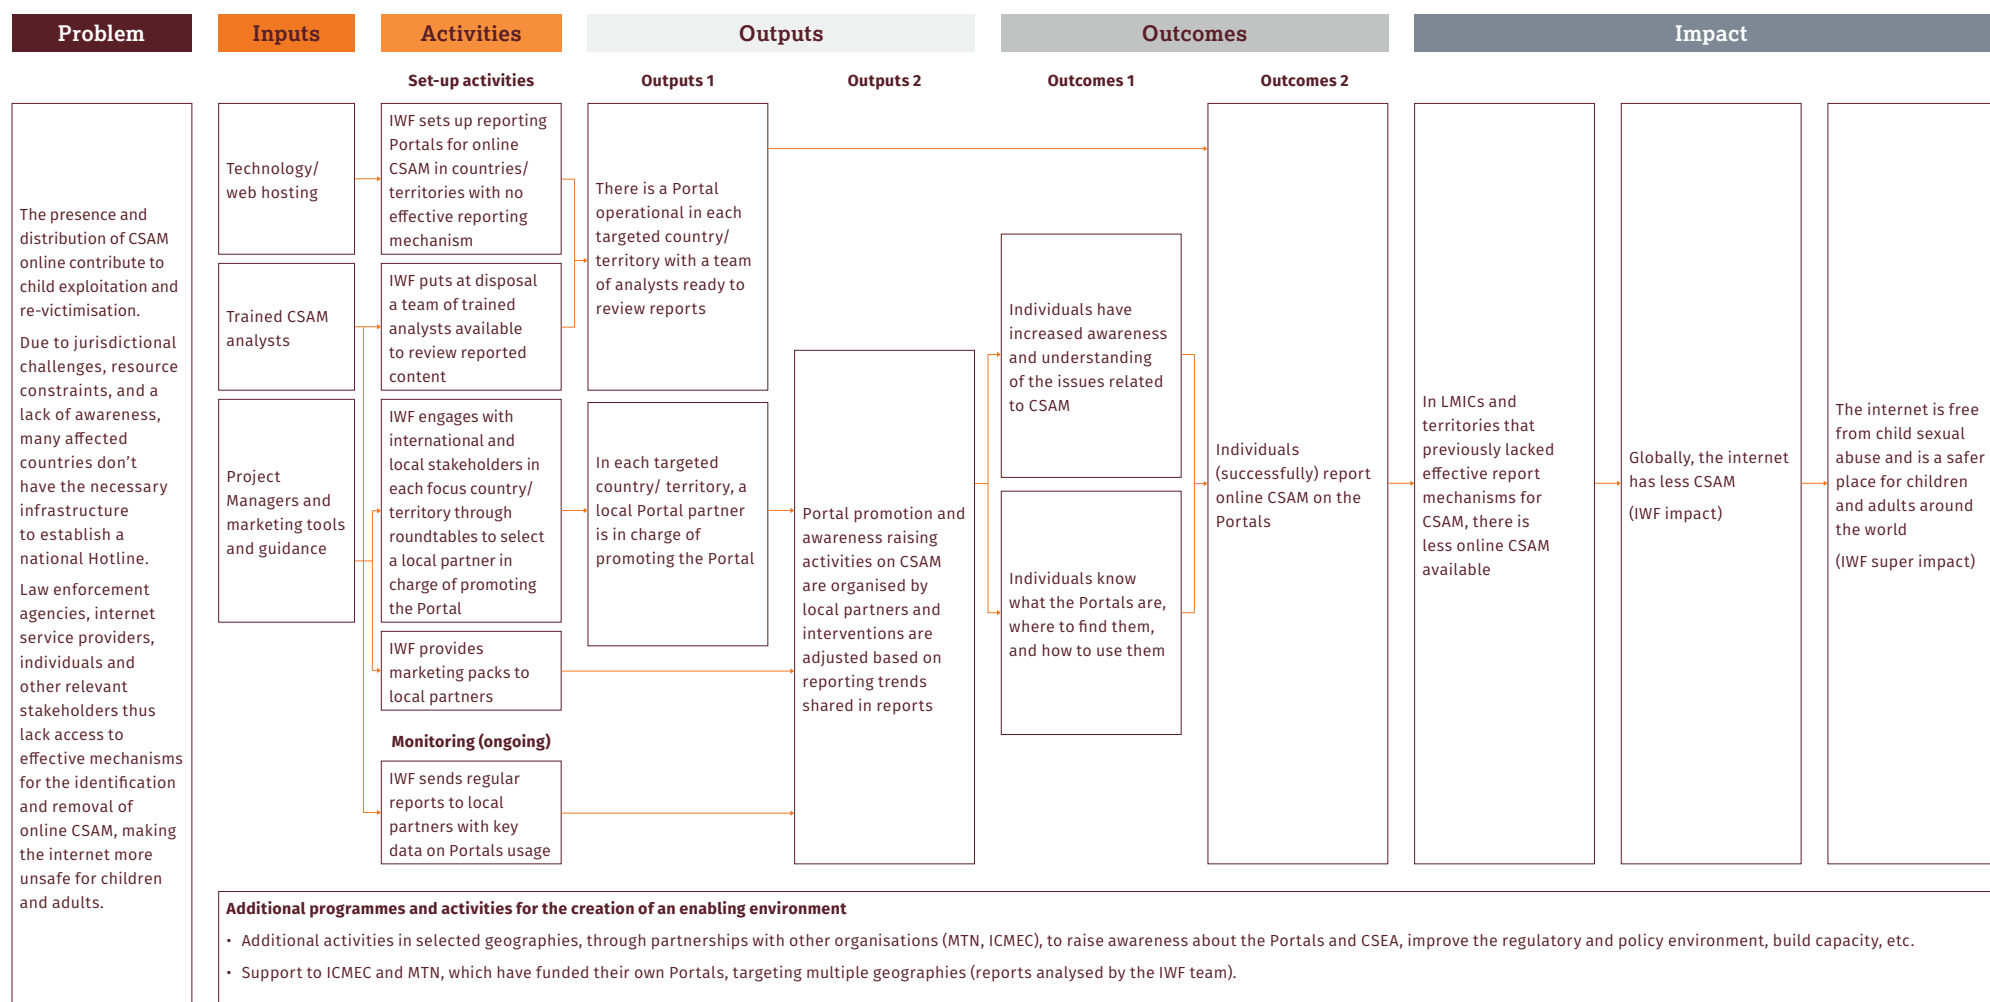 Problem
Inputs
Activities
Outputs
Outcomes
Impact
Set-up activities
Outputs 1
Outputs 2
Outcomes 1
Outcomes 2
The presence and
distribution of CSAM
online contribute to
child exploitation and
re-victimisation.
Due to jurisdictional
challenges, resource
constraints, and a
lack of awareness,
many affected
countries don’t
have the necessary
infrastructure
to establish a
national Hotline.
Law enforcement
agencies, internet
service providers,
individuals and
other relevant
stakeholders thus
lack access to
effective mechanisms
for the identification
and removal of
online CSAM, making
the internet more
unsafe for children
and adults.
Technology/
web hosting
Trained CSAM
analysts
Project
Managers and
marketing tools
and guidance
IWF sets up reporting
Portals for online
CSAM in countries/
territories with no
effective reporting
mechanism
IWF puts at disposal
a team of trained
analysts available
to review reported
content
IWF engages with
international and
local stakeholders in
each focus country/
territory through
roundtables to select
a local partner in
charge of promoting
the Portal
IWF provides
marketing packs to
local partners
Monitoring (ongoing)
IWF sends regular
reports to local
partners with key
data on Portals usage
There is a Portal
operational in each
targeted country/
territory with a team
of analysts ready to
review reports
In each targeted
country/ territory, a
local Portal partner
is in charge of
promoting the Portal
Portal promotion and
awareness raising
activities on CSAM
are organised by
local partners and
interventions are
adjusted based on
reporting trends
shared in reports
Individuals have
increased awareness
and understanding
of the issues related
to CSAM
Individuals know
what the Portals are,
where to find them,
and how to use them
Individuals
(successfully) report
online CSAM on the
Portals
In LMICs and
territories that
previously lacked
effective report
mechanisms for
CSAM, there is
less online CSAM
available
Globally, the internet
has less CSAM
(IWF impact)
The internet is free
from child sexual
abuse and is a safer
place for children
and adults around
the world
(IWF super impact)
Additional programmes and activities for the creation of an enabling environment
• Additional activities in selected geographies, through partnerships with other organisations (MTN, ICMEC), to raise awareness about the Portals and CSEA, improve the regulatory and policy environment, build capacity, etc.
• Support to ICMEC and MTN, which have funded their own Portals, targeting multiple geographies (reports analysed by the IWF team).